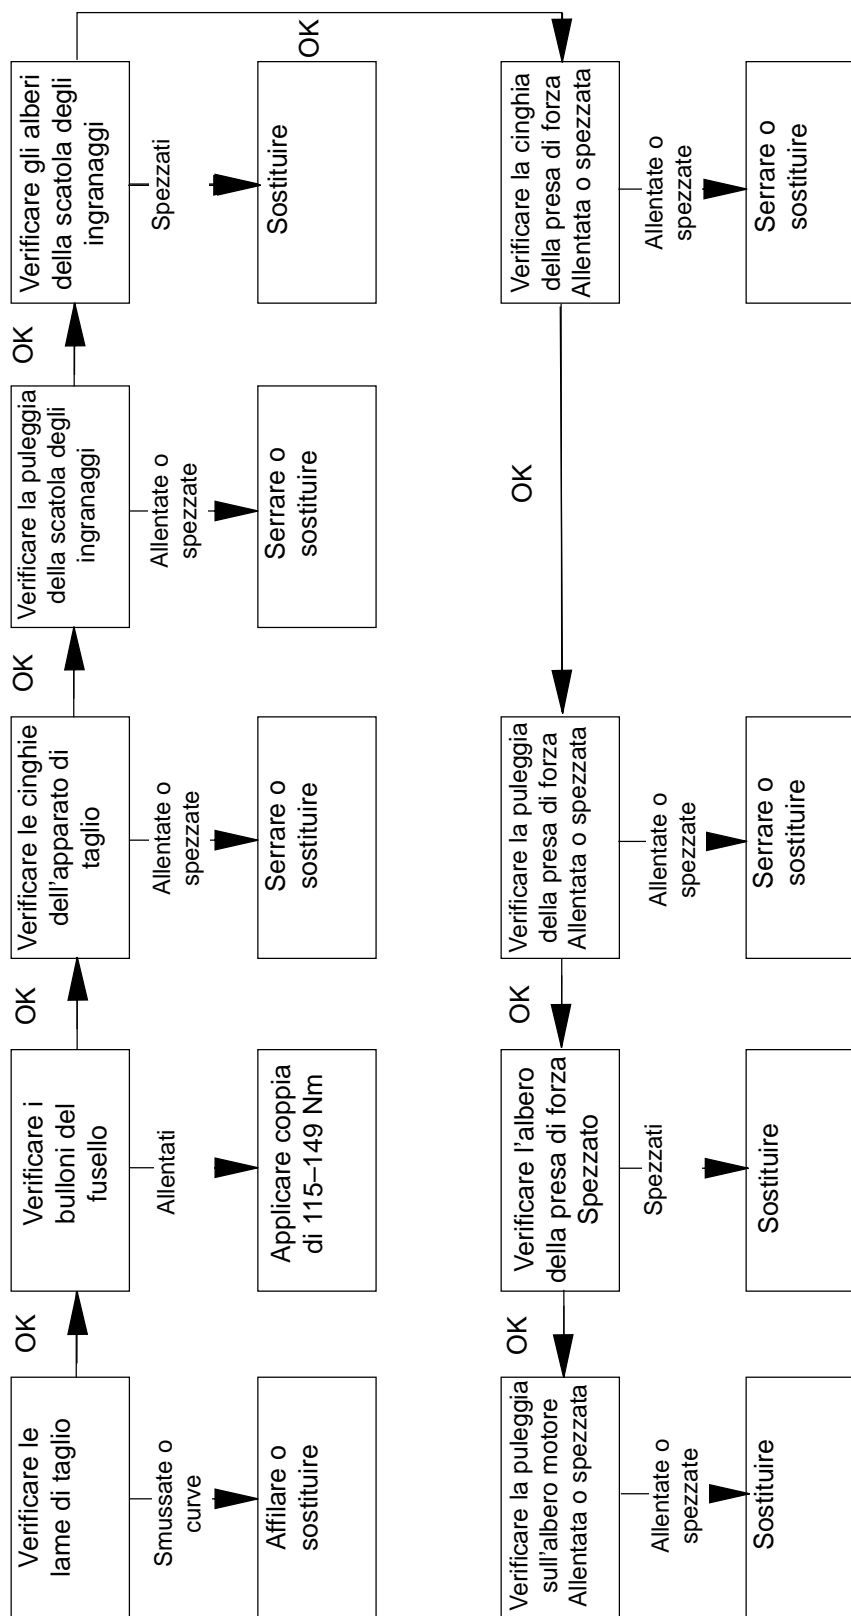 Verificare le
lame di taglio
Smussate o
curve
Affilare o
sostituire
OK
Verificare i
bulloni del
fusello
Allentati
Applicare coppia
di 115–149 Nm
OK
Verificare le cinghie
dell'apparato di
taglio
Allentate o
spezzate
Serrare o
sostituire
OK
Verificare la puleggia
della scatola degli
ingranaggi
Allentate o
spezzate
Serrare o
sostituire
OK
Verificare gli alberi
della scatola degli
ingranaggi
Spezzati
Sostituire
OK
Verificare la cinghia
della presa di forza
Allentata o spezzata
Allentate o
spezzate
Serrare o
sostituire
OK
Verificare la puleggia
della presa di forza
Allentata o spezzata
Allentate o
spezzate
Serrare o
sostituire
OK
Verificare l'albero
della presa di forza
Spezzato
Spezzati
Sostituire
OK
Verificare la puleggia
sull'albero motore
Allentata o spezzata
Allentate o
spezzate
Sostituire